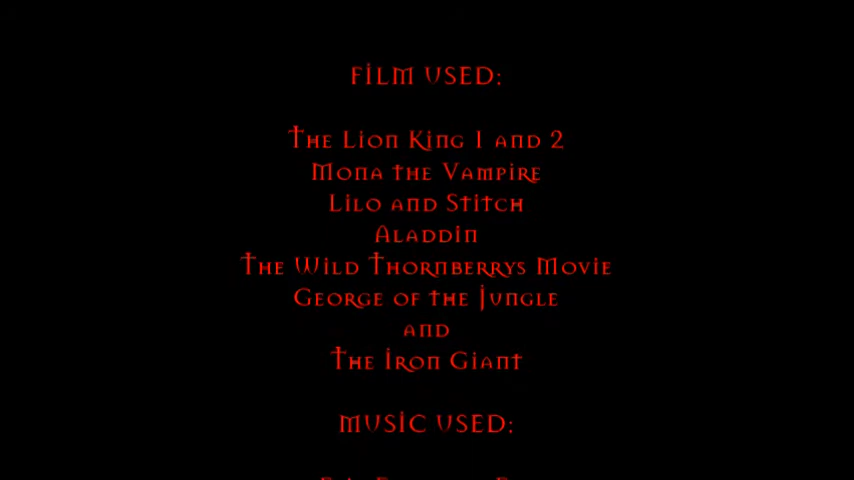 FILM USED:
The Lion King 1 and 2
Mona the Vampire
Lilo and Stitch
Aladdin
The Wild Thornberrys Movie
George of the Jungle
and
The Iron Giant
MUSIC USED: